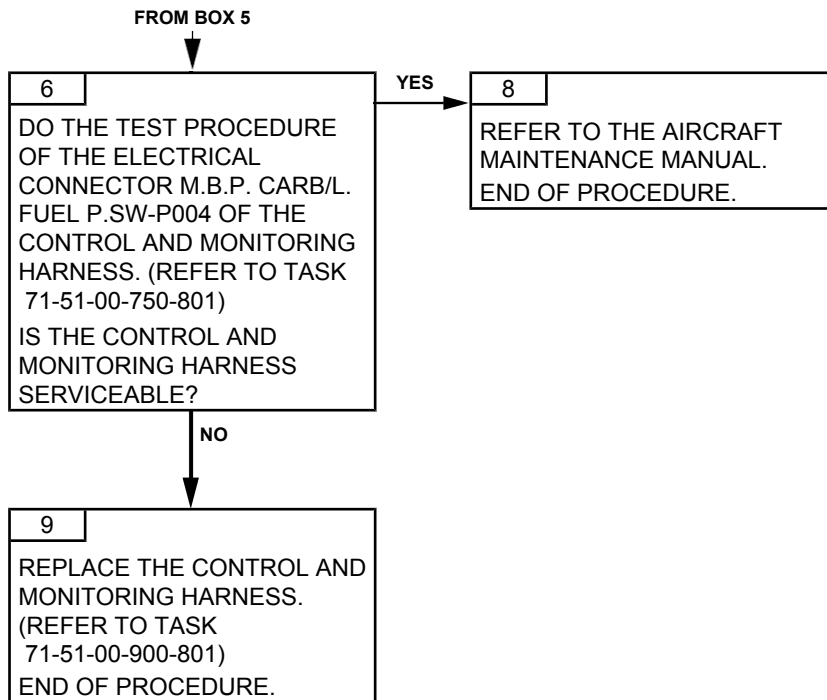 FROM BOX 5
6
DO THE TEST PROCEDURE
OF THE ELECTRICAL
CONNECTOR M.B.P. CARB/L.
FUEL P.SW-P004 OF THE
CONTROL AND MONITORING
HARNESS. (REFER TO TASK
71-51-00-750-801)
IS THE CONTROL AND
MONITORING HARNESS
SERVICEABLE?
YES
8
REFER TO THE AIRCRAFT
MAINTENANCE MANUAL.
END OF PROCEDURE.
NO
9
REPLACE THE CONTROL AND
MONITORING HARNESS.
(REFER TO TASK
71-51-00-900-801)
END OF PROCEDURE.